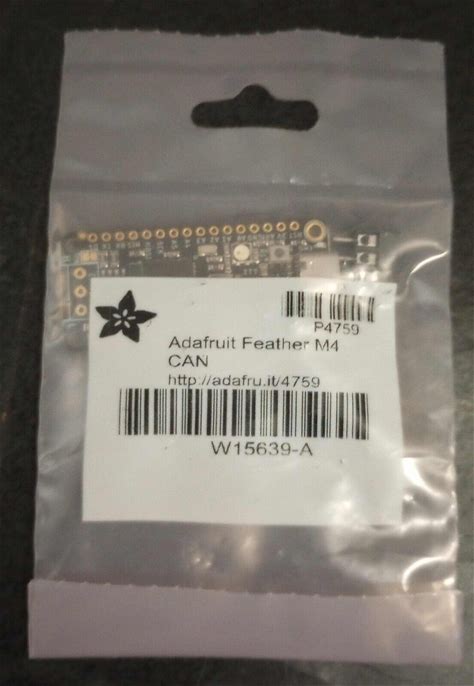 P4759
Adafruit Feather M4
CAN
http://adafru.it/4759
W15639-A